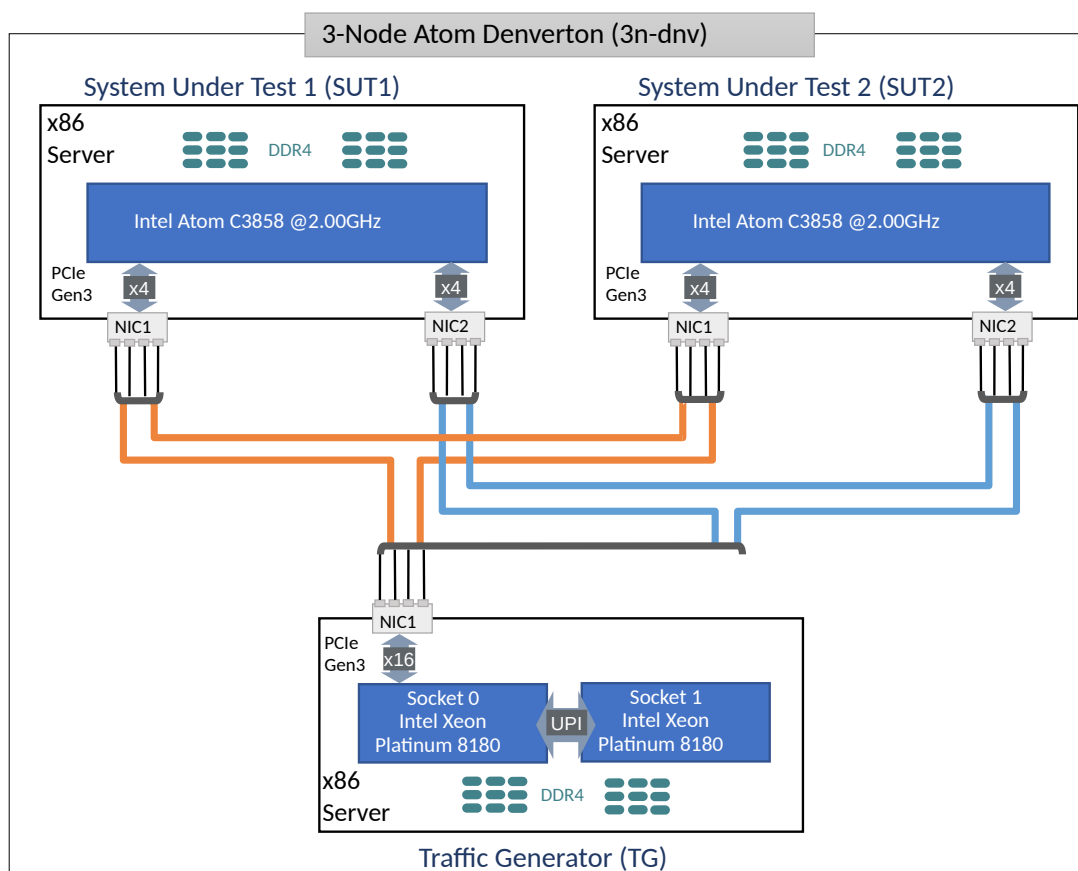 3-Node Atom Denverton (3n-dnv)
System Under Test 1 (SUT1)
System Under Test 2 (SUT2)
x86
Server
DDR4
Intel Atom C3858 @2.00GHz
PCIe
Gen3
x4
x4
NIC1
NIC2
x86
Server
DDR4
Intel Atom C3858 @2.00GHz
PCIe
Gen3
x4
x4
NIC1
NIC2
NIC1
PCIe
Gen3
x16
Socket 0
Intel Xeon
Platinum 8180
UPI
Socket 1
Intel Xeon
Platinum 8180
x86
Server
DDR4
Traffic Generator (TG)